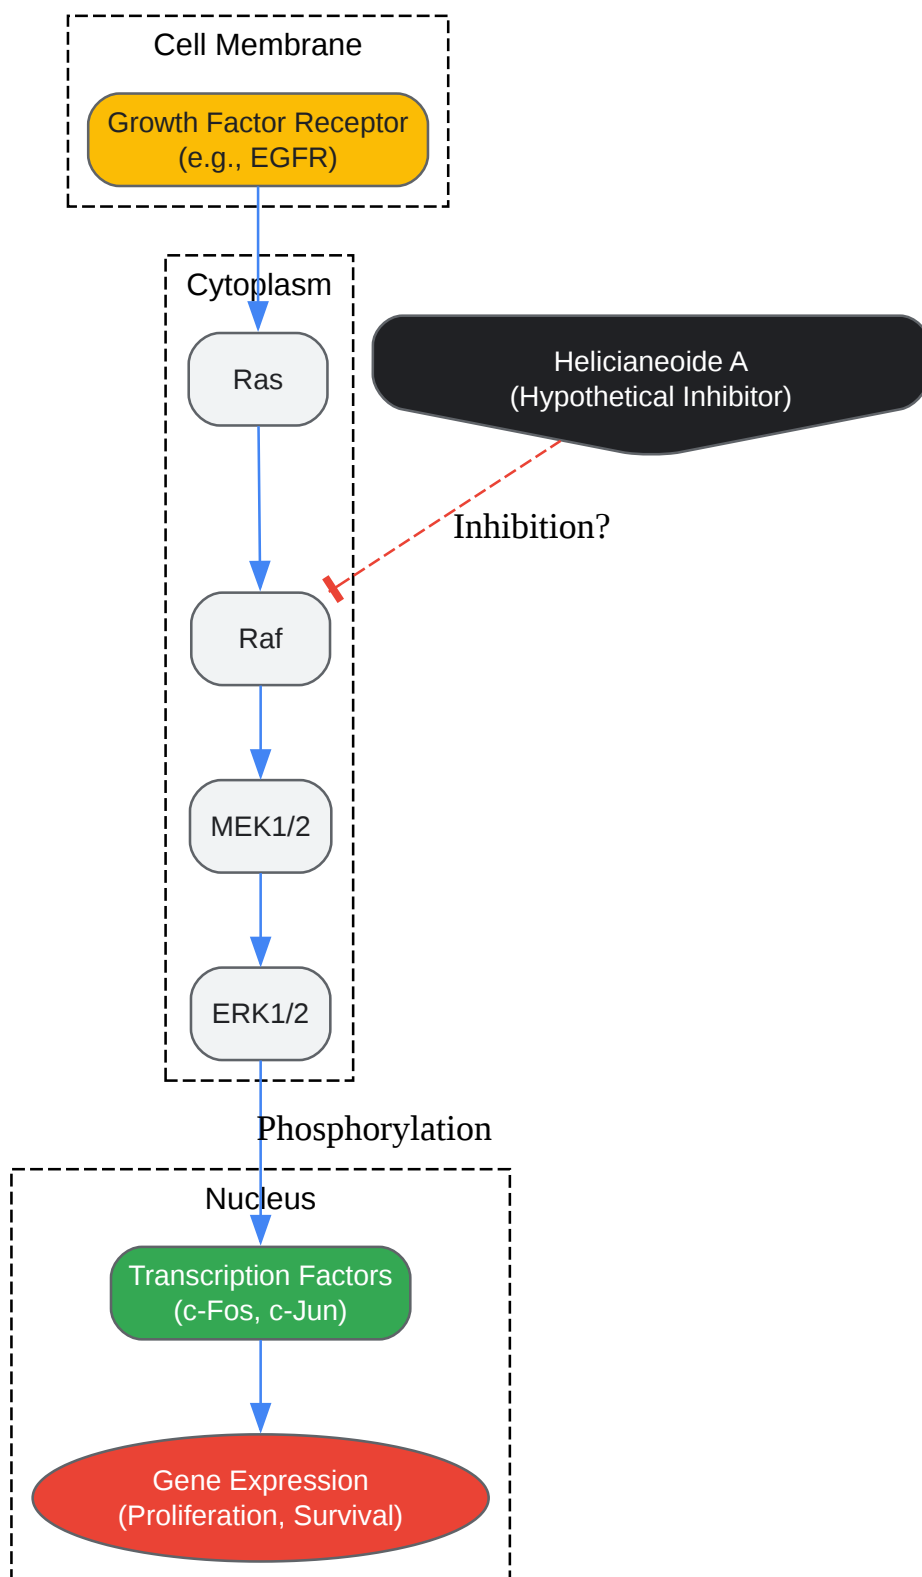 Cell Membrane
Growth Factor Receptor
(e.g., EGFR)
Cytoplasm
Ras
Helicianeoide A
(Hypothetical Inhibitor)
Inhibition?
Raf
MEK1/2
ERK1/2
Phosphorylation
Nucleus
Transcription Factors
(c-Fos, c-Jun)
Gene Expression
(Proliferation, Survival)